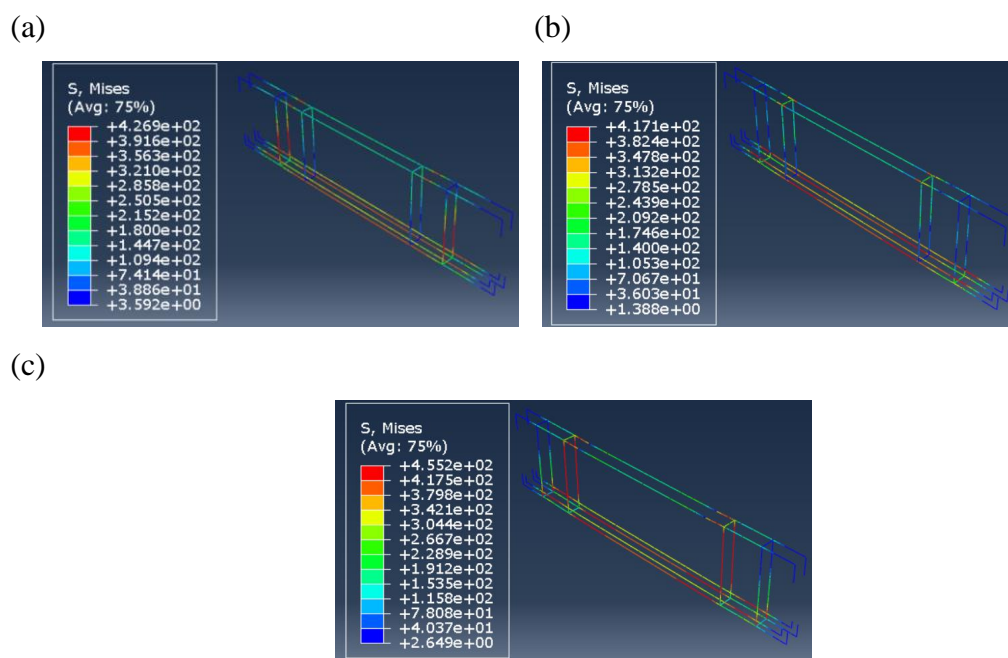 (a)
S, Mises
(Avg: 75%)
+4.269e+02
+3.916e+02
+3.563e+02
+3.210e+02
+2.858e+02
+2.505e+02
+2.152e+02
+1.800e+02
+1.447e+02
+1.094e+02
+7.414e+01
+3.886e+01
+3.592e+00
(b)
S, Mises
(Avg: 75%)
+4.171e+02
+3.824e+02
+3.478e+02
+3.132e+02
+2.785e+02
+2.439e+02
+2.092e+02
+1.746e+02
+1.400e+02
+1.053e+02
+7.067e+01
+3.603e+01
+1.388e+00
(c)
S, Mises
(Avg: 75%)
+4.552e+02
+4.175e+02
+3.798e+02
+3.421e+02
+3.044e+02
+2.667e+02
+2.289e+02
+1.912e+02
+1.535e+02
+1.158e+02
+7.808e+01
+4.037e+01
+2.649e+00